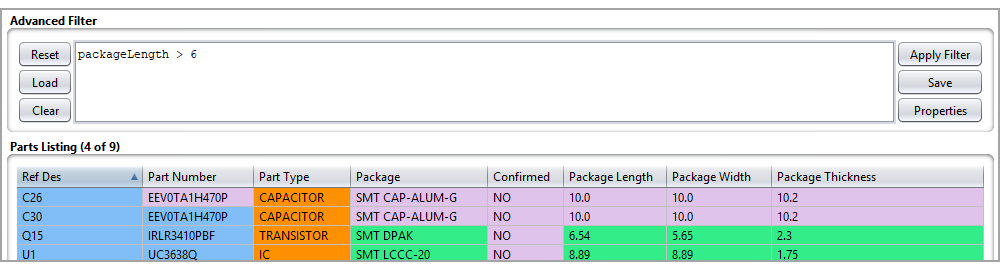 Advanced Filter
Reset
packageLength > 6
Apply Filter
Load
Save
Clear
Properties
Parts Listing (4 of 9)
Ref Des Part Number Part Type Package Confirmed Package Length Package Width Package Thickness
C26 EEV0TA1H470P CAPACITOR SMT CAP-ALUM-G NO 10.0 10.0 10.2
C30 EEV0TA1H470P CAPACITOR SMT CAP-ALUM-G NO 10.0 10.0 10.2
Q15 IRLR3410PBF TRANSISTOR SMT DPAK NO 6.54 5.65 2.3
U1 UC3638Q IC SMT LCCC-20 NO 8.89 8.89 1.75